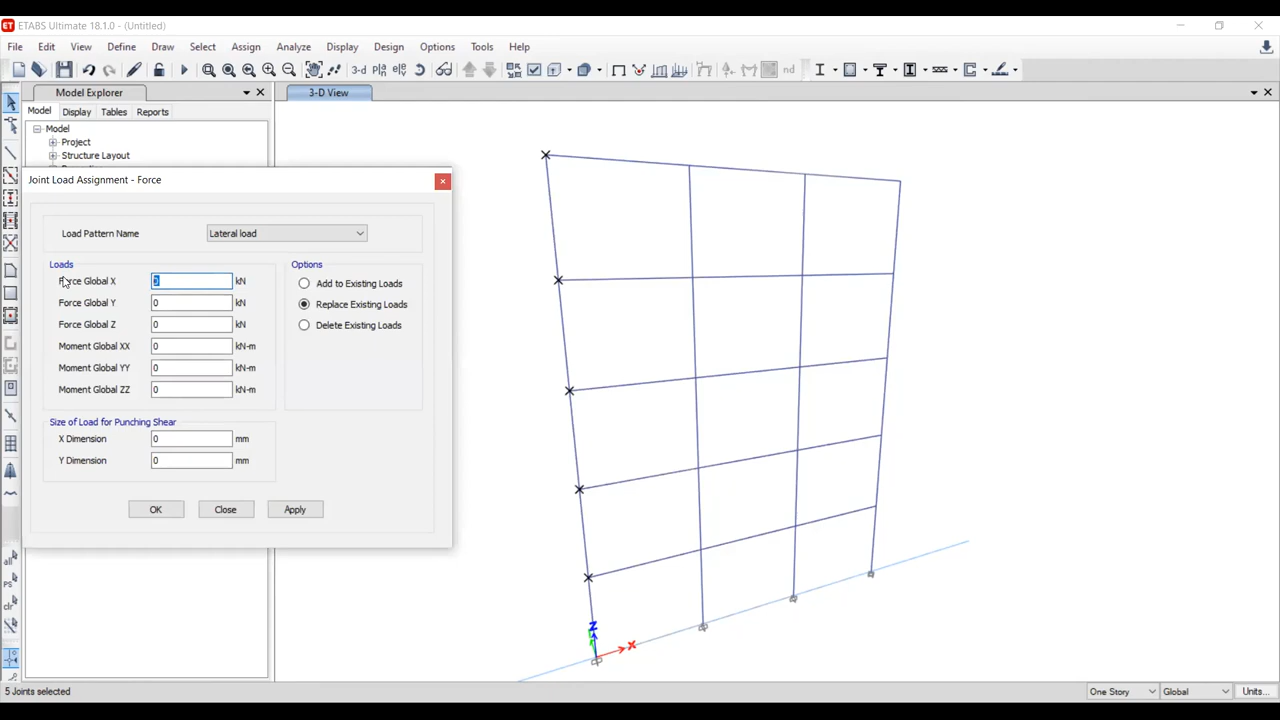 ETABS Ultimate 18.1.0 - (Untitled)
File Edit View Define Draw Select Assign Analyze Display Design Options Tools Help
3-d
nd
Model Explorer
3-D View
Model Display Tables Reports
Model
Project
Structure Layout
Joint Load Assignment - Force
Load Pattern Name
Lateral load
Loads
Force Global X 0 kN
Force Global Y 0 kN
Force Global Z 0 kN
Moment Global XX 0 kN-m
Moment Global YY 0 kN-m
Moment Global ZZ 0 kN-m
Options
Add to Existing Loads
Replace Existing Loads
Delete Existing Loads
Size of Load for Punching Shear
X Dimension 0 mm
Y Dimension 0 mm
OK Close Apply
all
PS
clr
Z
X
5 Joints selected
One Story Global Units...